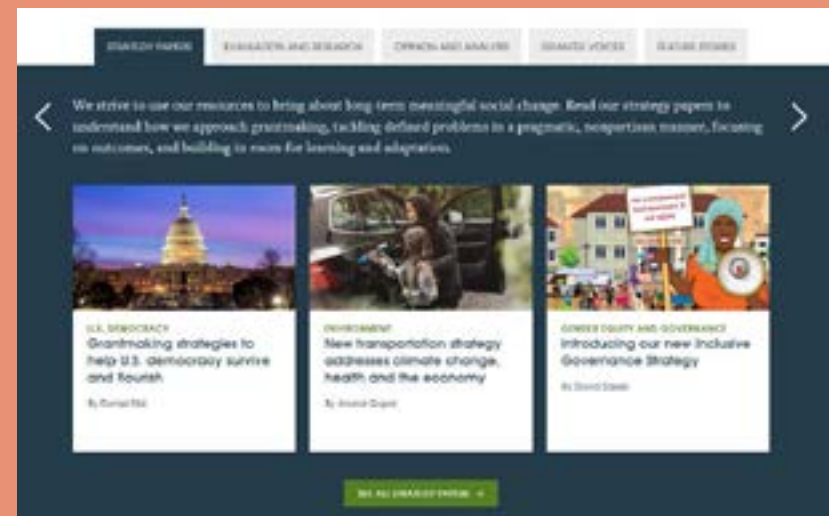 STRATEGY PAPERS
EVALUATION AND RESEARCH
OPINION AND ANALYSIS
GRANTEE VOICES
FEATURE STORIES
We strive to use our resources to bring about long-term meaningful social change. Read our strategy papers to
understand how we approach grantmaking, tackling defined problems in a pragmatic, nonpartisan manner, focusing
on outcomes, and building in room for learning and adaptation.
U.S. DEMOCRACY
Grantmaking strategies to
help U.S. democracy survive
and flourish
By
ENVIRONMENT
New transportation strategy
addresses climate change,
health and the economy
By
GENDER EQUITY AND GOVERNANCE
Introducing our new Inclusive
Governance Strategy
By David
SEE ALL STRATEGY PAPERS